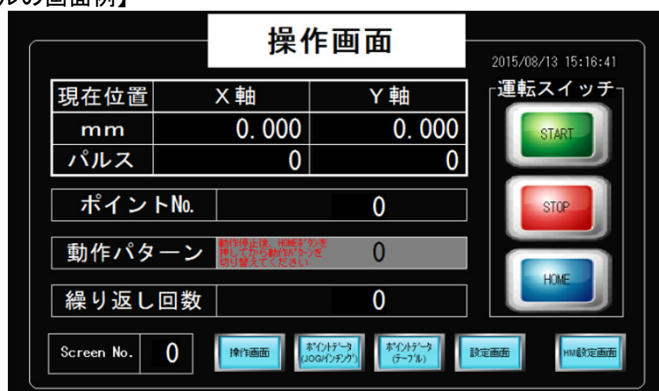 ルの画面例】
操作画面
2015/08/13 15:16:41
現在位置 X軸 Y軸
mm 0.000 0.000
パルス 0 0
ポイントNo. 0
動作パターン 動作停止後、HOMEボタンを
押してから動作パターンを
切り替えてください 0
繰り返し回数 0
運転スイッチ
START
STOP
HOME
Screen No. 0
操作画面
ポイントデータ
(JOG/インチング)
ポイントデータ
(テーブル)
設定画面
HM設定画面